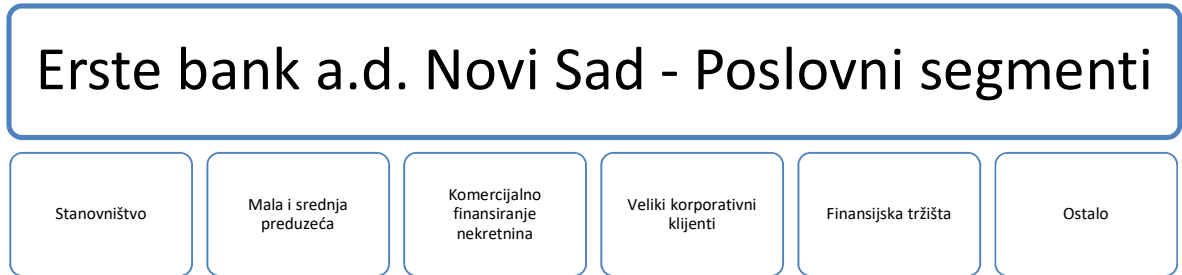 Erste bank a.d. Novi Sad - Poslovni segmenti
Stanovništvo
Mala i srednja
preduzeća
Komercijalno
finansiranje
nekretnina
Veliki korporativni
klijenti
Finansijska tržišta
Ostalo